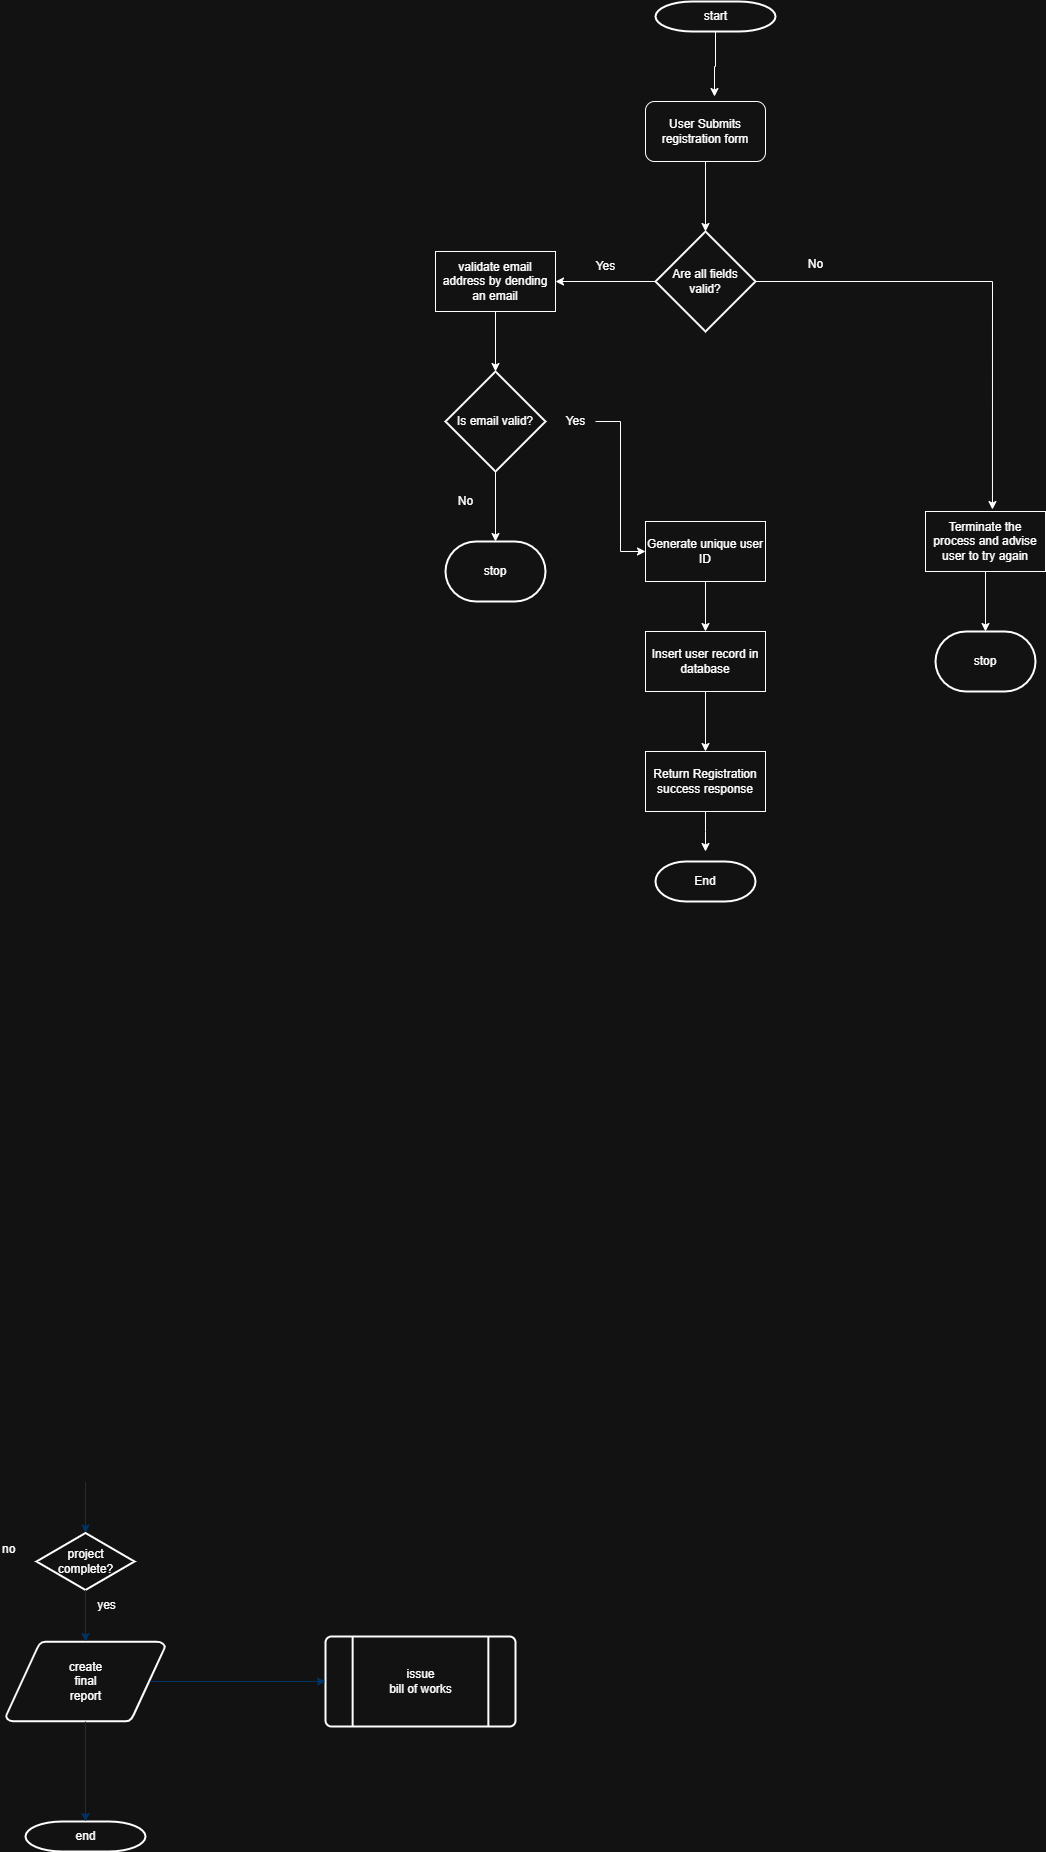 start
User Submits
registration form
Are all fields
valid?
Yes
No
validate email
address by dending
an email
Is email valid?
Yes
No
stop
Generate unique user
ID
Terminate the
process and advise
user to try again
Insert user record in
database
stop
Return Registration
success response
End
no
project
complete?
yes
create
final
report
issue
bill of works
end